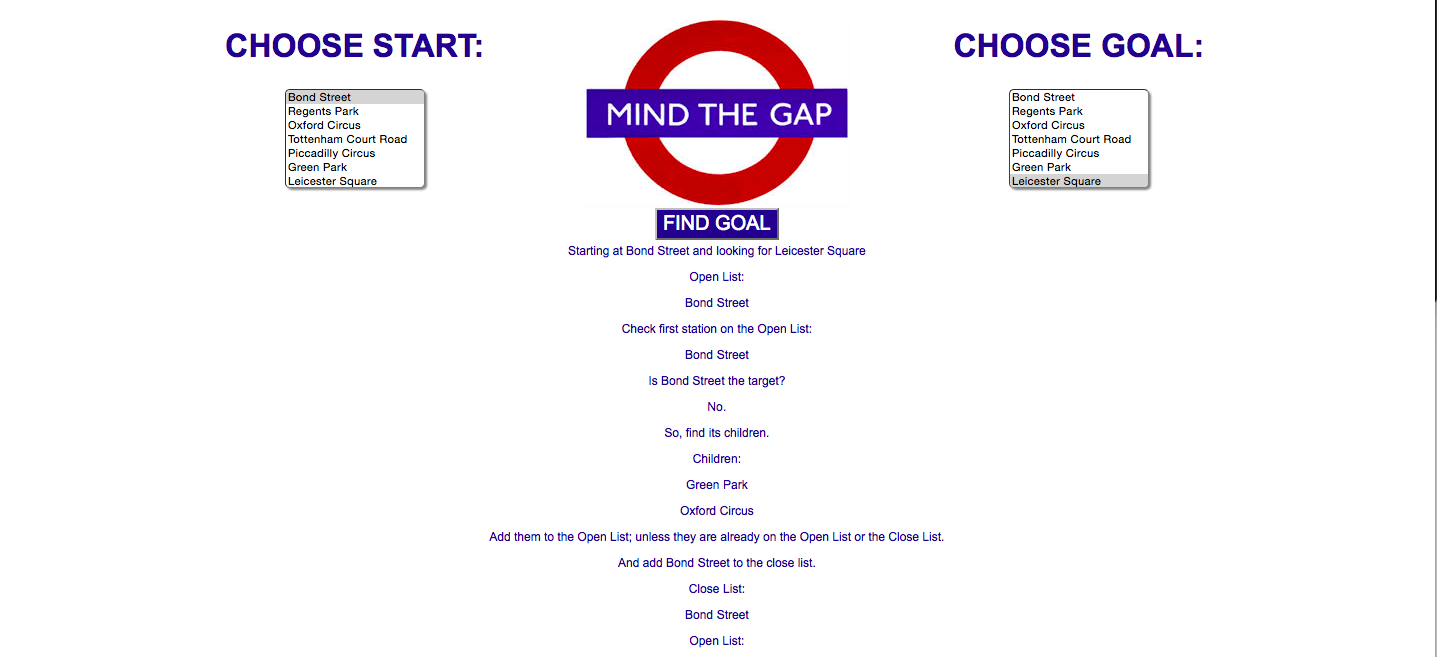 CHOOSE START:
Bond Street
Regents Park
Oxford Circus
Tottenham Court Road
Piccadilly Circus
Green Park
Leicester Square
MIND THE GAP
CHOOSE GOAL:
Bond Street
Regents Park
Oxford Circus
Tottenham Court Road
Piccadilly Circus
Green Park
Leicester Square
FIND GOAL
Starting at Bond Street and looking for Leicester Square
Open List:
Bond Street
Check first station on the Open List:
Bond Street
Is Bond Street the target?
No.
So, find its children.
Children:
Green Park
Oxford Circus
Add them to the Open List; unless they are already on the Open List or the Close List.
And add Bond Street to the close list.
Close List:
Bond Street
Open List: